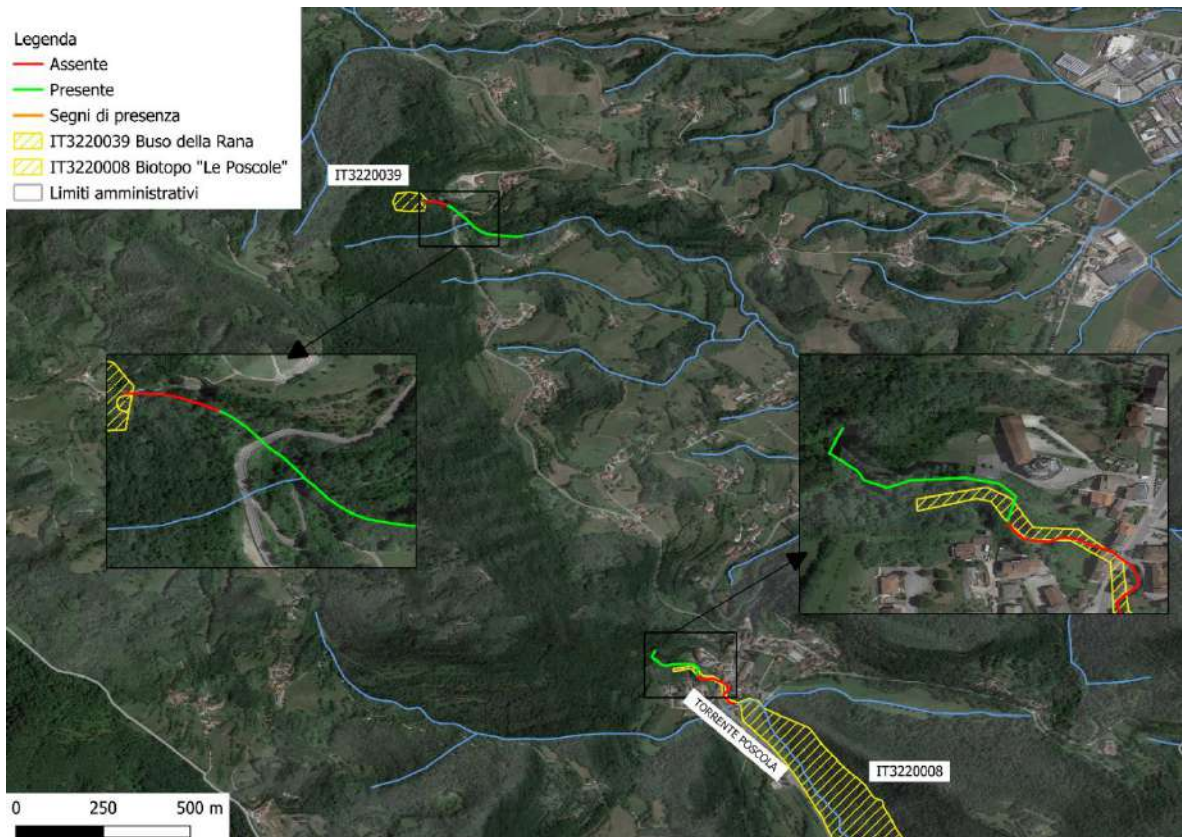 Legenda
Assente
Presente
Segni di presenza
IT3220039 Buso della Rana
IT3220008 Biotopo "Le Poscole"
Limiti amministrativi
IT3220039
TORRENTE POSCOLA
IT3220008
0 250 500 m